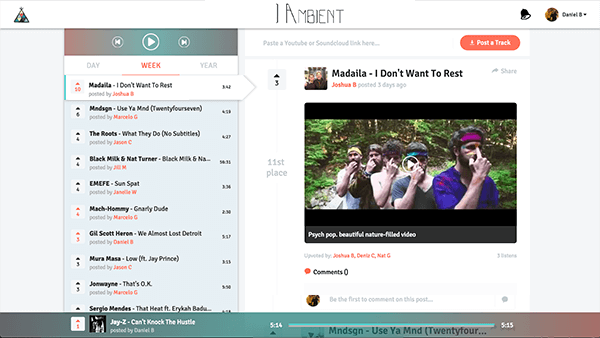 I AMBIENT
Daniel B
Paste a Youtube or Soundcloud link here...
Post a Track
DAY WEEK YEAR
10 Madaila - I Don't Want To Rest 3:42
posted by Joshua B
6 Mndsgn - Use Ya Mnd (Twentyfourseven) 4:19
posted by Marcelo G
4 The Roots - What They Do (No Subtitles) 4:27
posted by Jason C
4 Black Milk & Nat Turner - Black Milk & Na... 56:31
posted by Jill M
4 EMEFE - Sun Spat 3:36
posted by Janelle W
4 Mach-Hommy - Gnarly Dude 2:30
posted by Marcelo G
3 Gil Scott Heron - We Almost Lost Detroit 5:17
posted by Daniel B
3 Mura Masa - Low (ft. Jay Prince) 3:15
posted by Jason C
3 Jonwayne - That's O.K. 5:50
posted by Marcelo G
Sergio Mendes - That Heat ft. Erykah Badu...
3
Madaila - I Don't Want To Rest
Share
Joshua B posted 3 days ago
11st
place
Psych pop. beautiful nature-filled video
Upvoted by: Joshua B, Deniz C, Nat G
Comments ()
Be the first to comment on this post...
1 Jay-Z - Can't Knock The Hustle
posted by Daniel B
5:14 5:15
Mndsgn - Use Ya Mnd (Twentyfour...